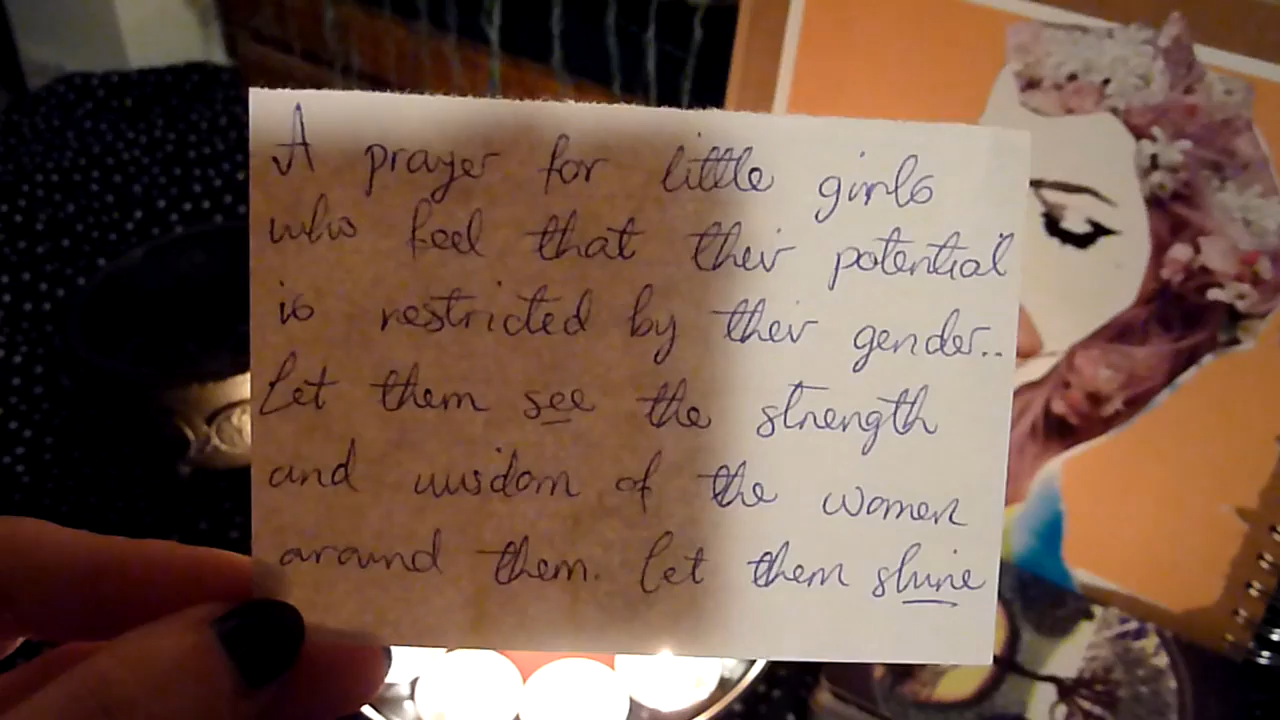 A prayer for little girls
who feel that their potential
is restricted by their gender..
Let them see the strength
and wisdom of the women
around them. Let them shine